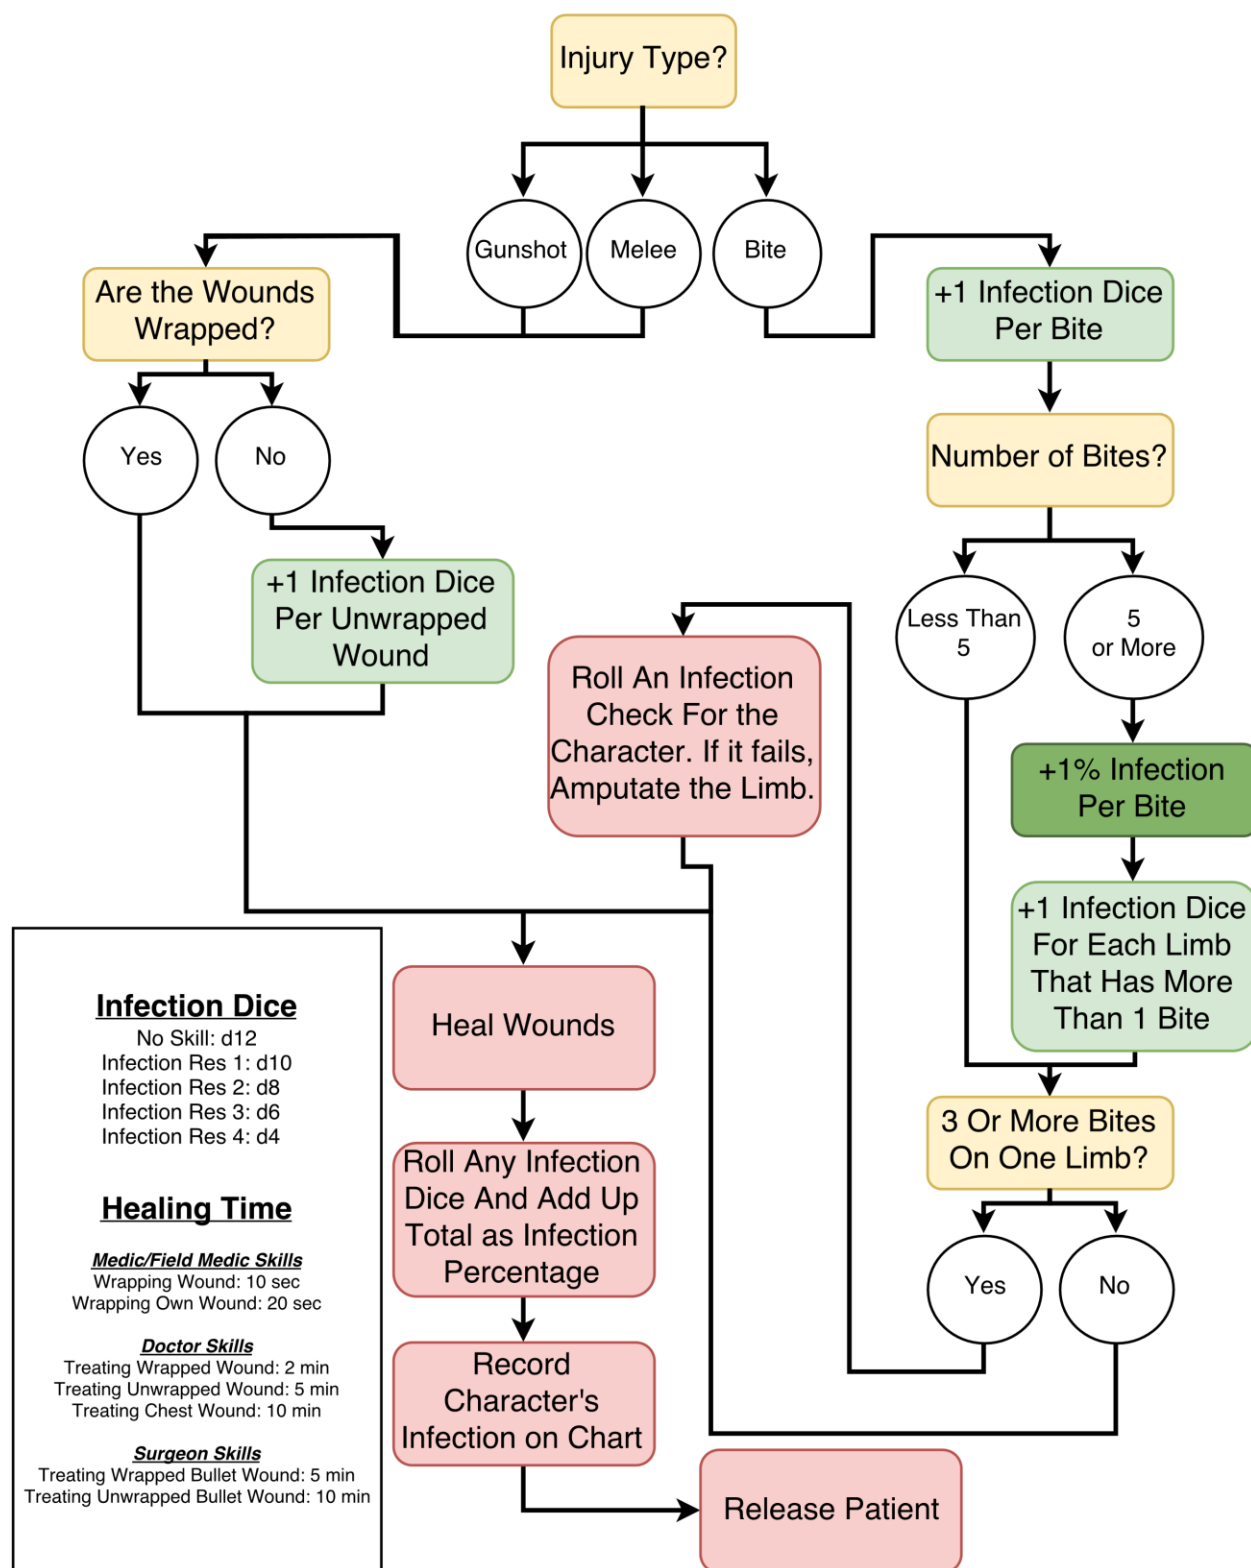 Injury Type?
Gunshot
Melee
Bite
Are the Wounds
Wrapped?
+1 Infection Dice
Per Bite
Yes
No
Number of Bites?
+1 Infection Dice
Per Unwrapped
Wound
Less Than
5
5
or More
Roll An Infection
Check For the
Character. If it fails,
Amputate the Limb.
+1% Infection
Per Bite
+1 Infection Dice
For Each Limb
That Has More
Than 1 Bite
3 Or More Bites
On One Limb?
Yes
No
Heal Wounds
Roll Any Infection
Dice And Add Up
Total as Infection
Percentage
Record
Character's
Infection on Chart
Release Patient
Infection Dice
No Skill: d12
Infection Res 1: d10
Infection Res 2: d8
Infection Res 3: d6
Infection Res 4: d4
Healing Time
Medic/Field Medic Skills
Wrapping Wound: 10 sec
Wrapping Own Wound: 20 sec
Doctor Skills
Treating Wrapped Wound: 2 min
Treating Unwrapped Wound: 5 min
Treating Chest Wound: 10 min
Surgeon Skills
Treating Wrapped Bullet Wound: 5 min
Treating Unwrapped Bullet Wound: 10 min